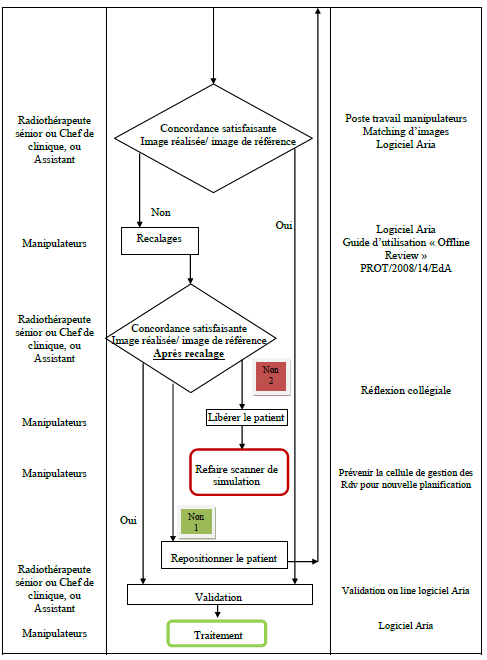 Radiothérapeute
sénior ou Chef de
clinique, ou
Assistant
Concordance satisfaisante
Image réalisée/ image de référence
Poste travail manipulateurs
Matching d'images
Logiciel Aria
Non
Oui
Manipulateurs
Recalages
Logiciel Aria
Guide d'utilisation « Offline
Review »
PROT/2008/14/EdA
Radiothérapeute
sénior ou Chef de
clinique, ou
Assistant
Concordance satisfaisante
Image réalisée/ image de référence
Après recalage
Non
2
Réflexion collégiale
Manipulateurs
Libérer le patient
Manipulateurs
Refaire scanner de
simulation
Prévenir la cellule de gestion des
Rdv pour nouvelle planification
Oui
Non
1
Repositionner le patient
Radiothérapeute
sénior ou Chef de
clinique, ou
Assistant
Validation
Validation on line logiciel Aria
Manipulateurs
Traitement
Logiciel Aria